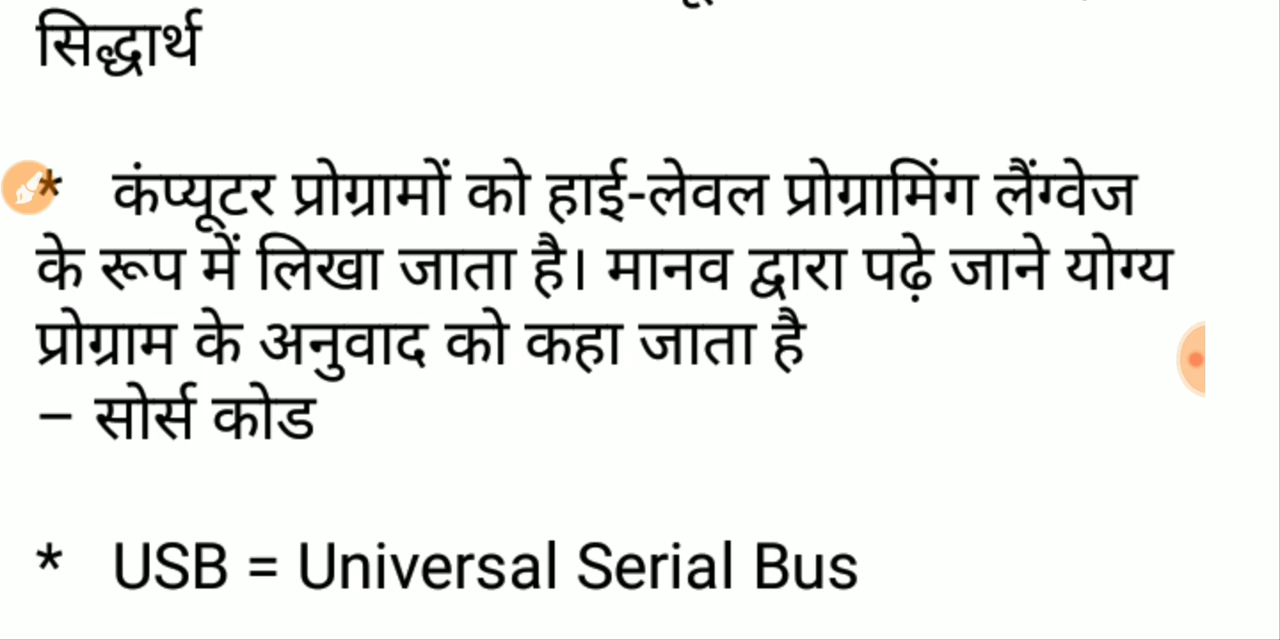 सिद्धार्थ
* कंप्यूटर प्रोग्रामों को हाई-लेवल प्रोग्रामिंग लैंग्वेज
के रूप में लिखा जाता है। मानव द्वारा पढ़े जाने योग्य
प्रोग्राम के अनुवाद को कहा जाता है
– सोर्स कोड
* USB = Universal Serial Bus